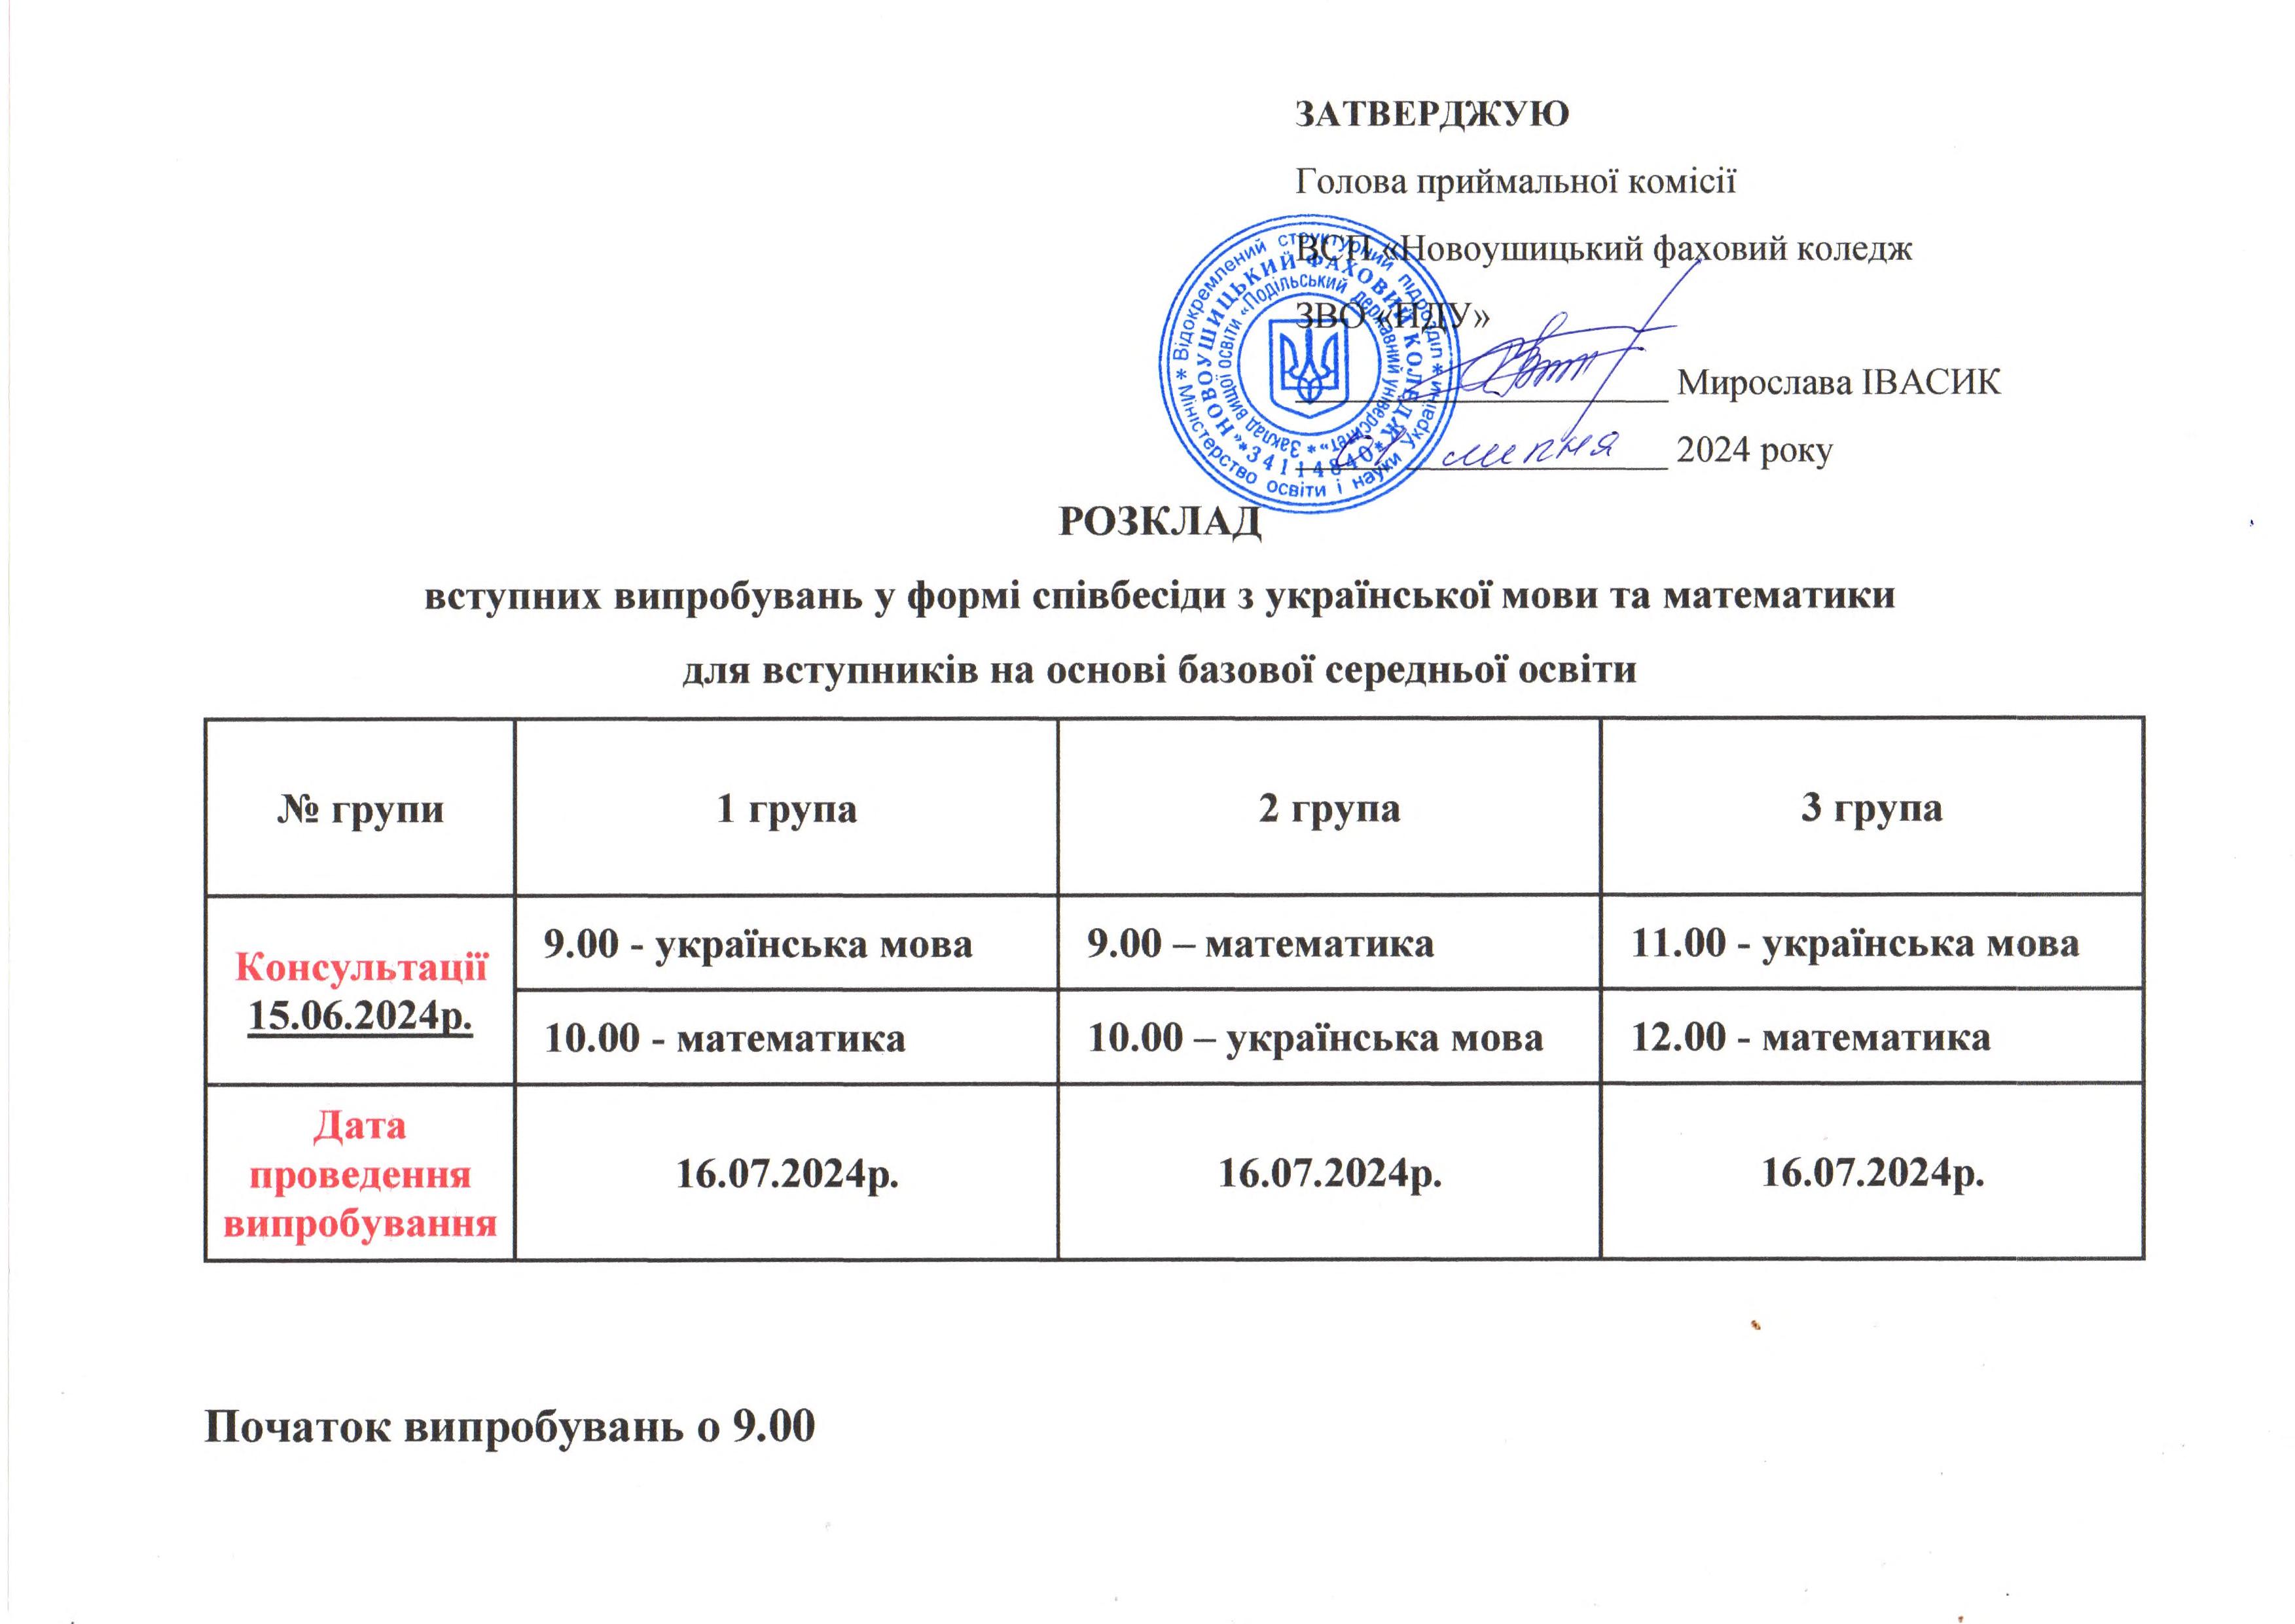 ЗАТВЕРДЖУЮ
Голова приймальної комісії
ВСП «Новоушицький фаховий коледж
ЗВО «ПДУ»
Мирослава ІВАСИК
липня 2024 року
* Відокремлений структурний підрозділ * Міністерство освіти і науки України
«НОВОУШИЦЬКИЙ ФАХОВИЙ КОЛЕДЖ» * 34114840 *
Заклад вищої освіти «Подільський державний університет» *
РОЗКЛАД
вступних випробувань у формі співбесіди з української мови та математики
для вступників на основі базової середньої освіти
№ групи 1 група 2 група 3 група
Консультації
15.06.2024р.
9.00 - українська мова 9.00 – математика 11.00 - українська мова
10.00 - математика 10.00 – українська мова 12.00 - математика
Дата
проведення
випробування
16.07.2024р. 16.07.2024р. 16.07.2024р.
Початок випробувань о 9.00